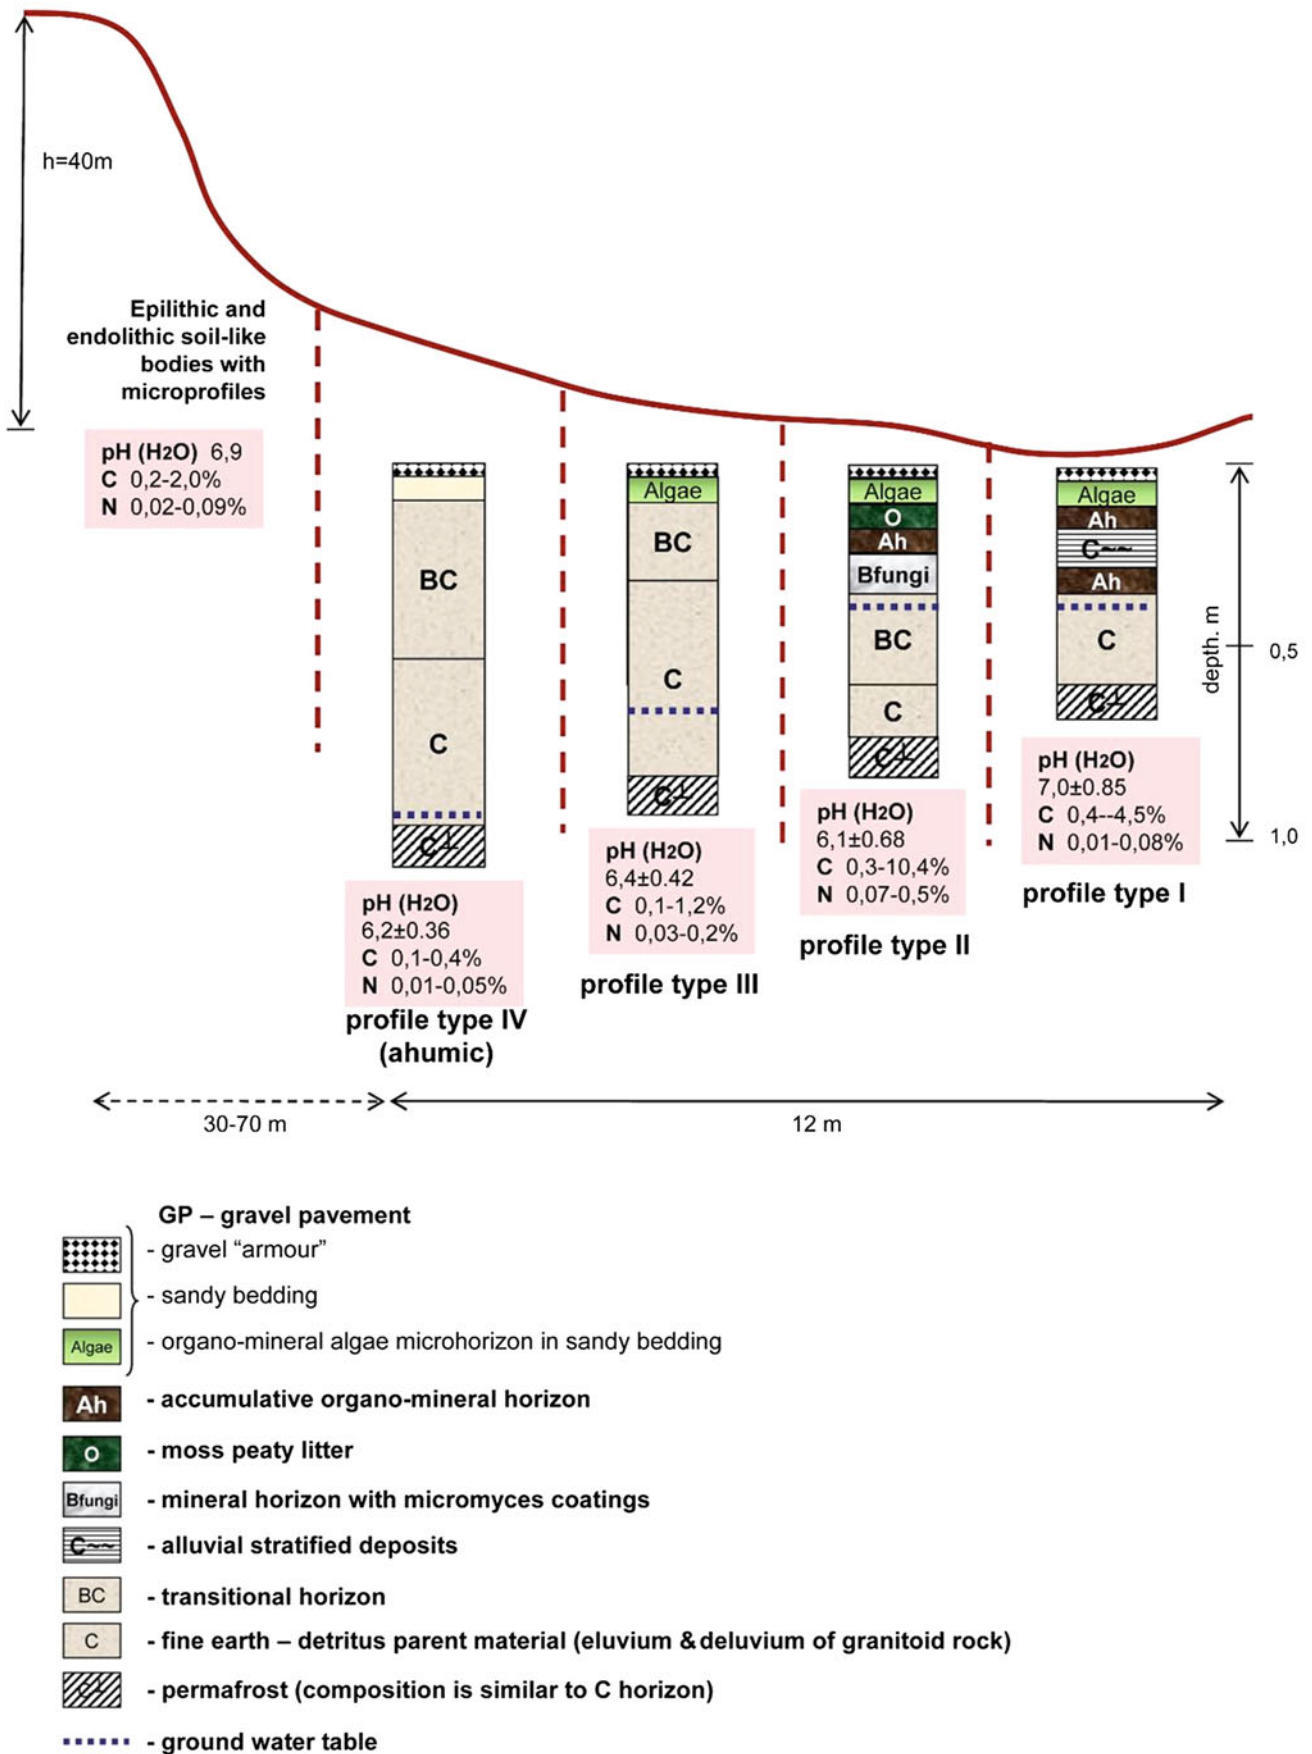 h=40m
Epilithic and
endolithic soil-like
bodies with
microprofiles
pH (H2O) 6,9
C 0,2-2,0%
N 0,02-0,09%
BC
C
C⊥
pH (H2O)
6,2±0.36
C 0,1-0,4%
N 0,01-0,05%
profile type IV
(ahumic)
Algae
BC
C
C⊥
pH (H2O)
6,4±0.42
C 0,1-1,2%
N 0,03-0,2%
profile type III
Algae
O
Ah
Bfungi
BC
C
C⊥
pH (H2O)
6,1±0.68
C 0,3-10,4%
N 0,07-0,5%
profile type II
Algae
Ah
C~~
Ah
C
C⊥
pH (H2O)
7,0±0.85
C 0,4--4,5%
N 0,01-0,08%
profile type I
depth. m
0,5
1,0
30-70 m
12 m
GP – gravel pavement
- gravel “armour”
- sandy bedding
Algae - organo-mineral algae microhorizon in sandy bedding
Ah - accumulative organo-mineral horizon
O - moss peaty litter
Bfungi - mineral horizon with micromyces coatings
C~~ - alluvial stratified deposits
BC - transitional horizon
C - fine earth – detritus parent material (eluvium & deluvium of granitoid rock)
C⊥ - permafrost (composition is similar to C horizon)
- ground water table